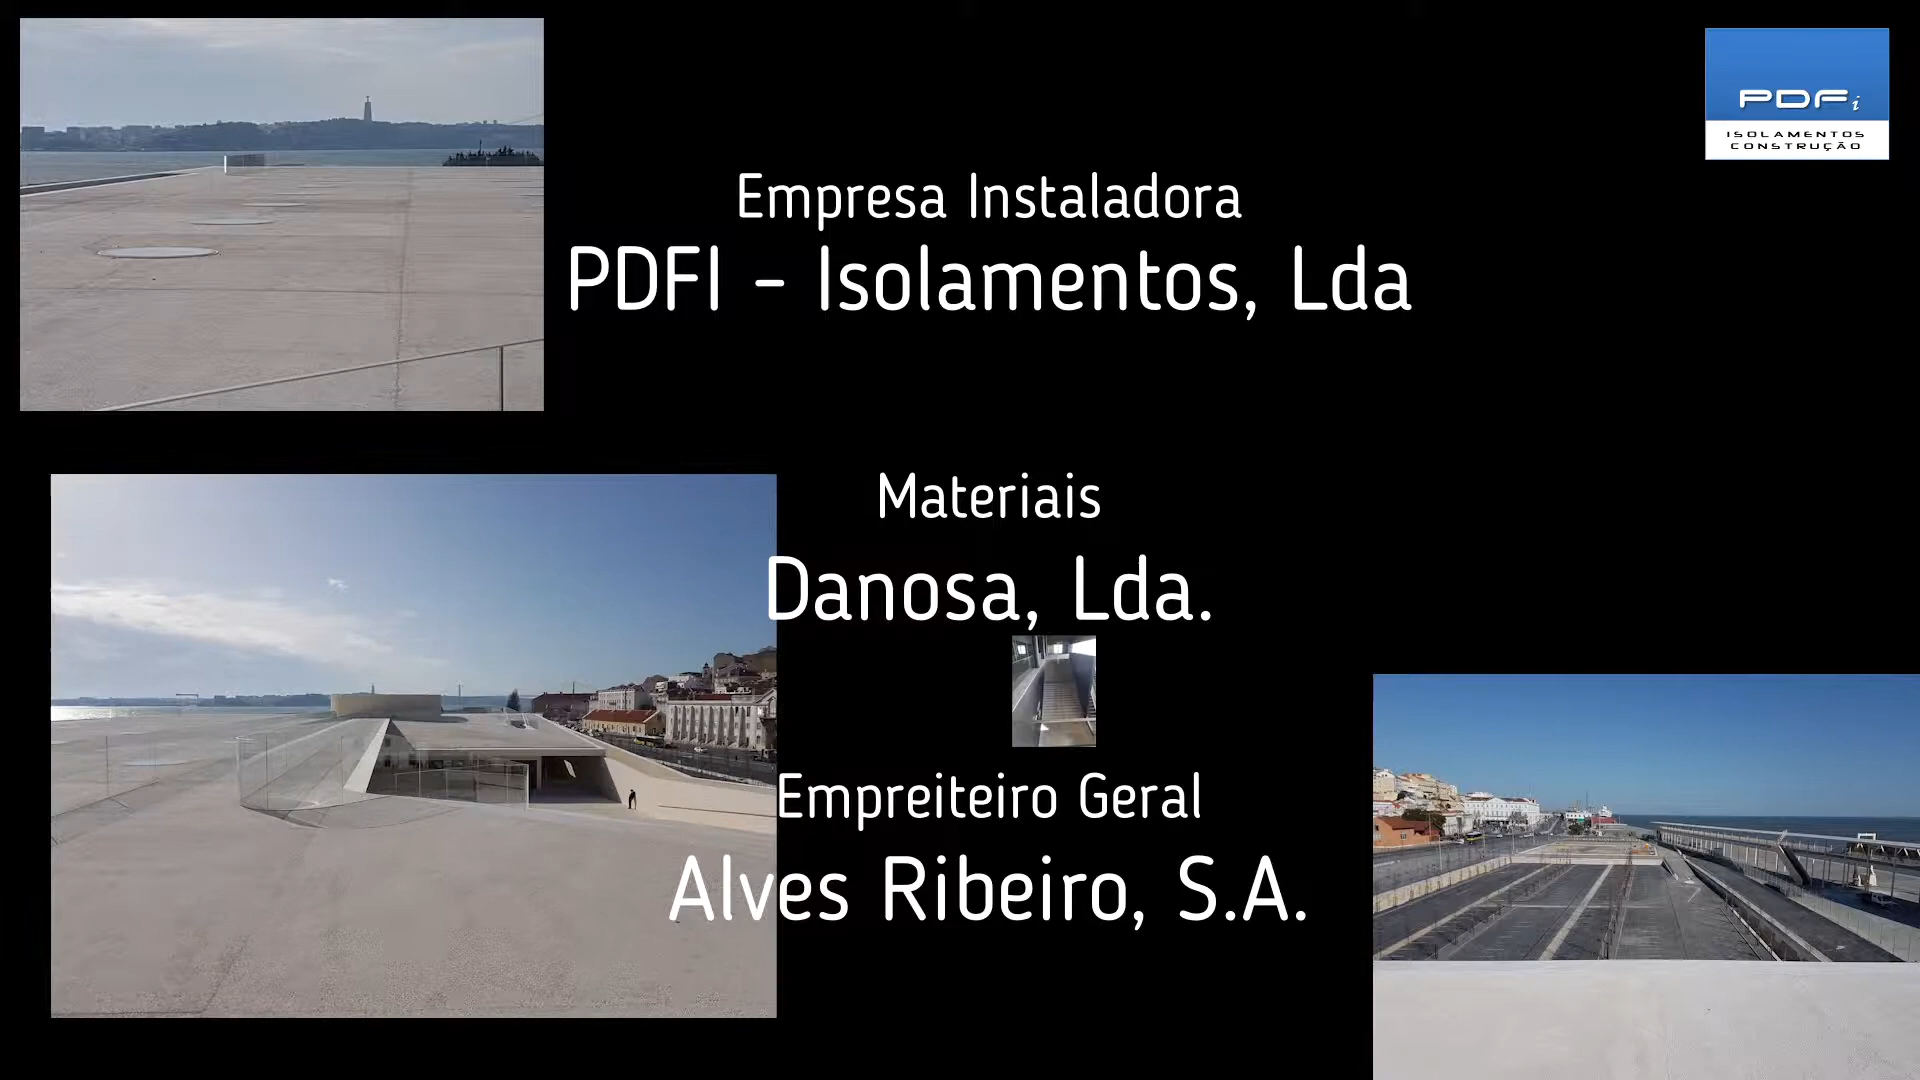 PDFi
ISOLAMENTOS
CONSTRUÇÃO
Empresa Instaladora
PDFI - Isolamentos, Lda
Materiais
Danosa, Lda.
Empreiteiro Geral
Alves Ribeiro, S.A.